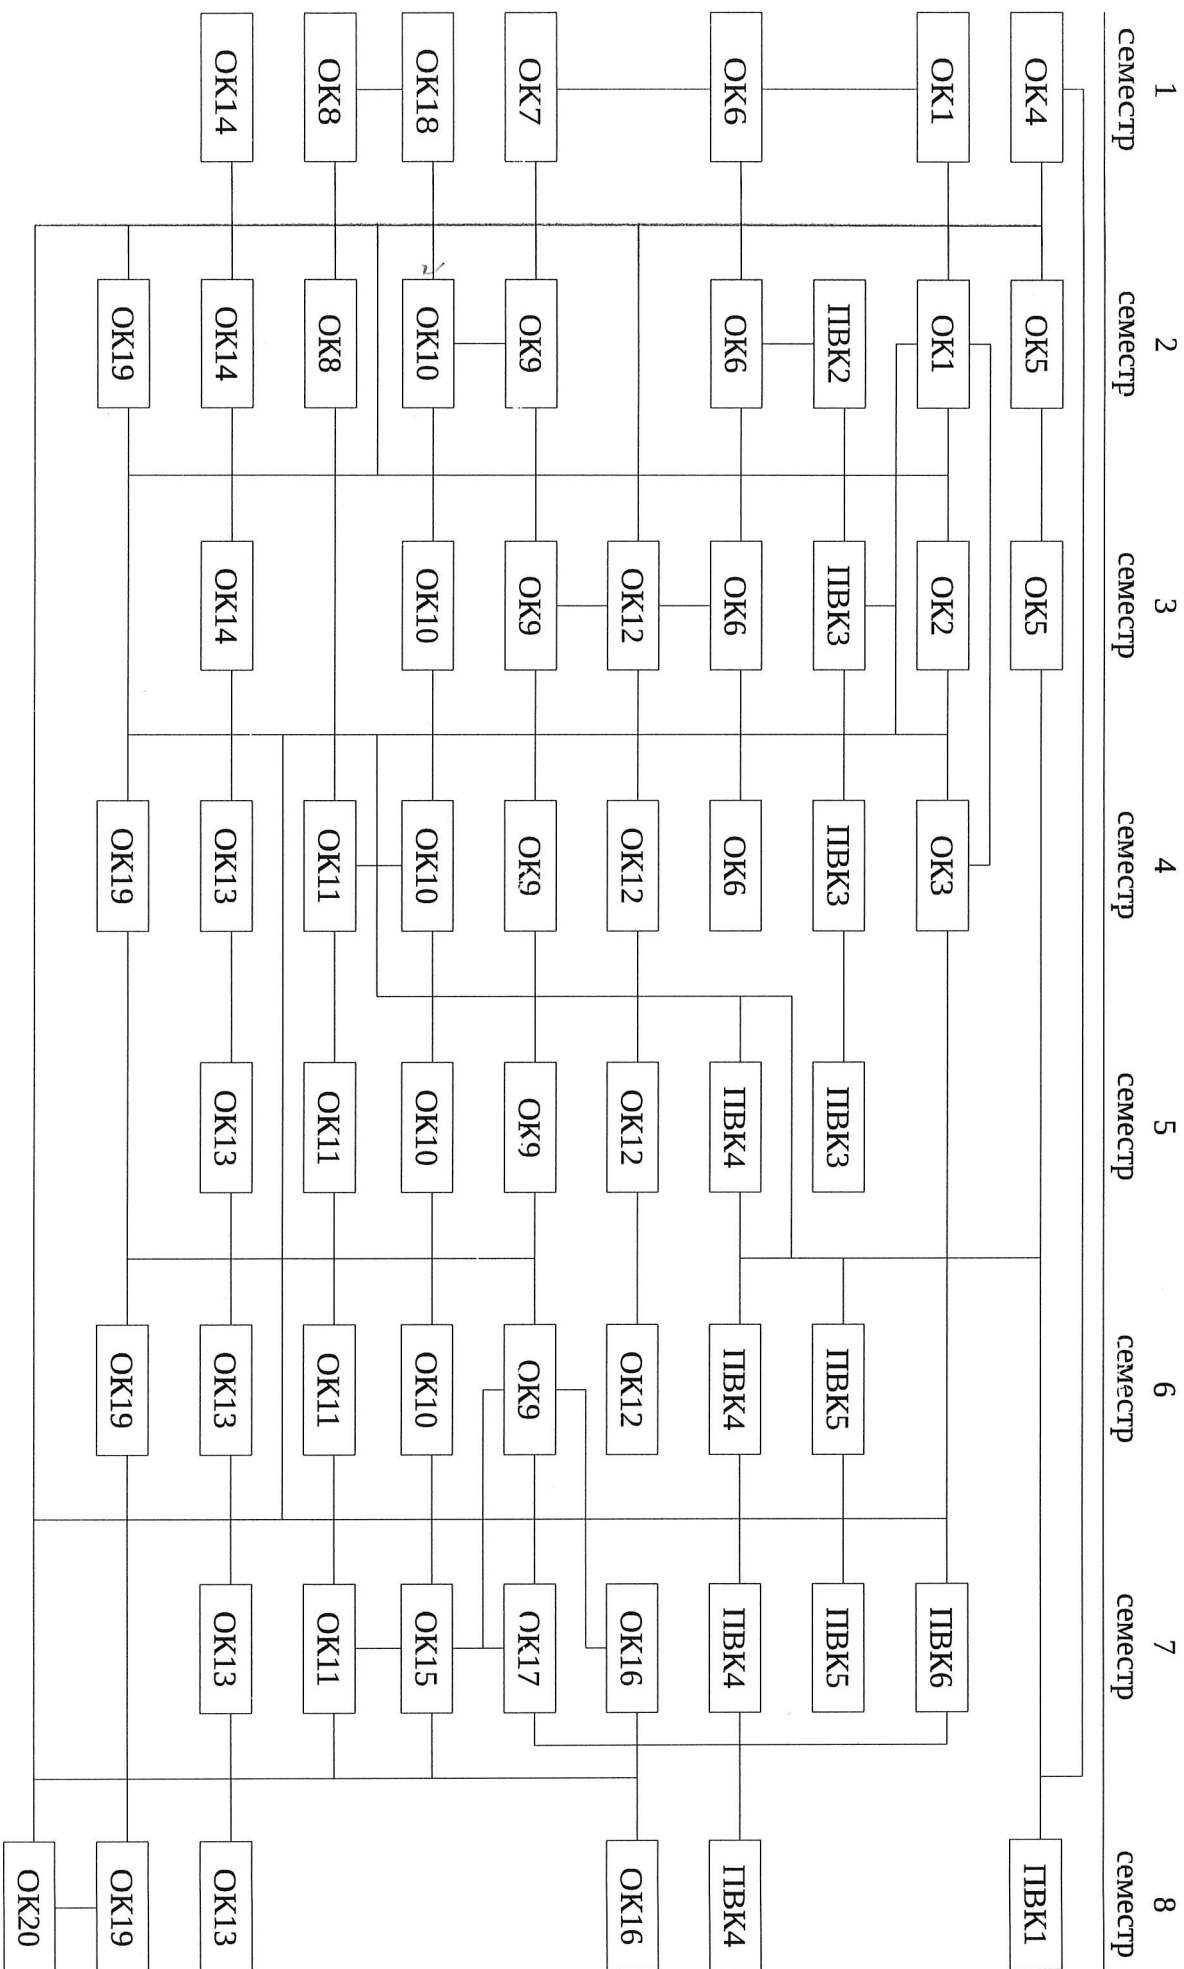 1 семестр
2 семестр
3 семестр
4 семестр
5 семестр
6 семестр
7 семестр
8 семестр
ОК4
ОК5
ОК5
ПВК1
ОК1
ОК1
ОК2
ОК3
ПВК6
ПВК2
ПВК3
ПВК3
ПВК3
ПВК5
ПВК5
ОК6
ОК6
ОК6
ОК6
ПВК4
ПВК4
ПВК4
ПВК4
ОК12
ОК12
ОК12
ОК12
ОК16
ОК16
ОК7
ОК9
ОК9
ОК9
ОК9
ОК9
ОК17
ОК18
ОК10
ОК10
ОК10
ОК10
ОК10
ОК15
ОК8
ОК8
ОК11
ОК11
ОК11
ОК11
ОК14
ОК14
ОК14
ОК13
ОК13
ОК13
ОК13
ОК13
ОК19
ОК19
ОК19
ОК19
ОК20